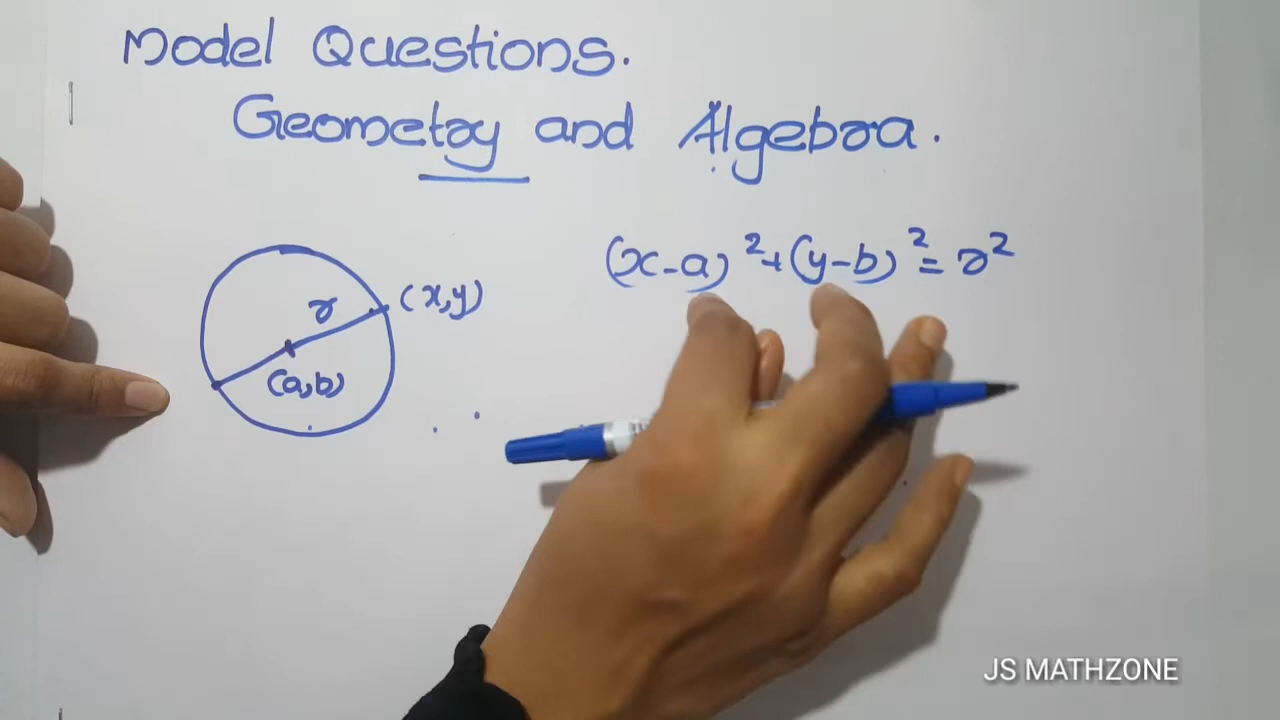 Model Questions.
Geometry and Algebra.
(x-a)²+(y-b)²=r²
r
(x,y)
(a,b)
JS MATHZONE